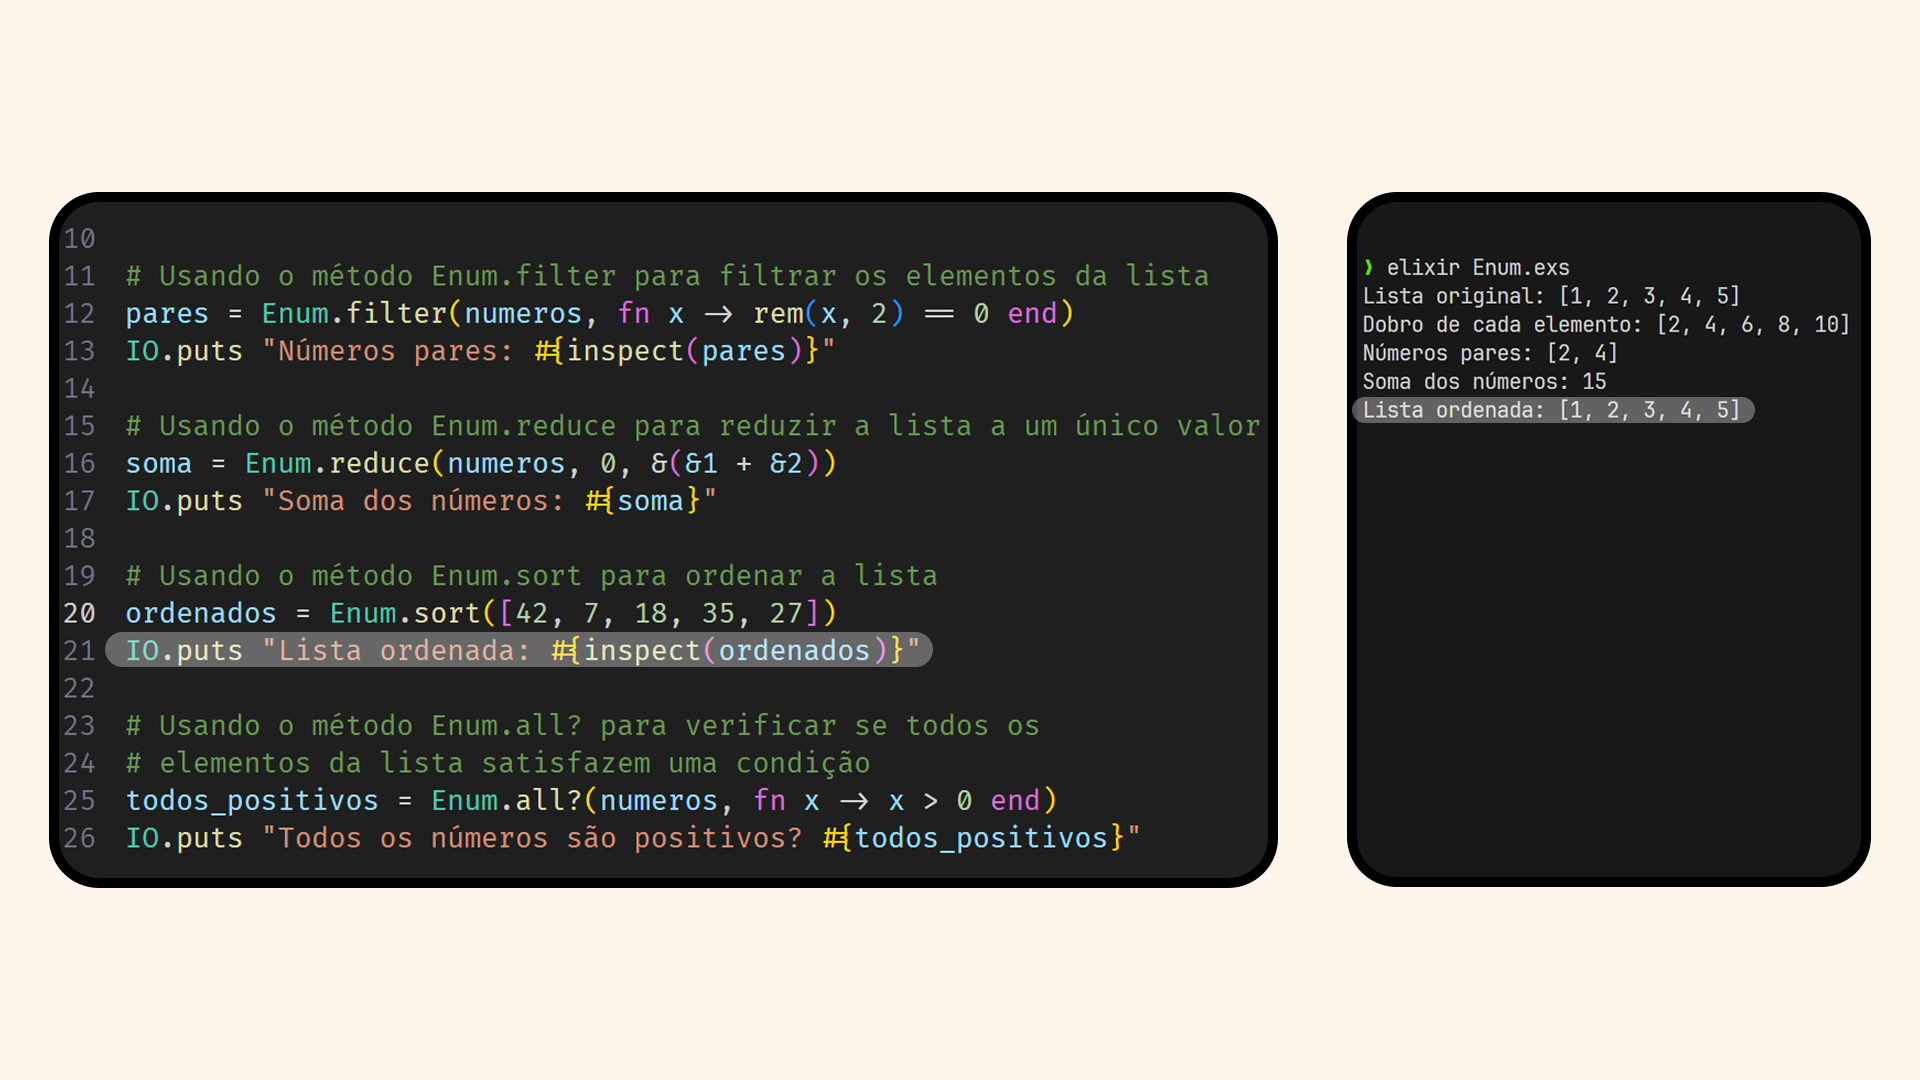 10
11 # Usando o método Enum.filter para filtrar os elementos da lista
12 pares = Enum.filter(numeros, fn x -> rem(x, 2) == 0 end)
13 IO.puts "Números pares: #{inspect(pares)}"
14
15 # Usando o método Enum.reduce para reduzir a lista a um único valor
16 soma = Enum.reduce(numeros, 0, &(&1 + &2))
17 IO.puts "Soma dos números: #{soma}"
18
19 # Usando o método Enum.sort para ordenar a lista
20 ordenados = Enum.sort([42, 7, 18, 35, 27])
21 IO.puts "Lista ordenada: #{inspect(ordenados)}"
22
23 # Usando o método Enum.all? para verificar se todos os
24 # elementos da lista satisfazem uma condição
25 todos_positivos = Enum.all?(numeros, fn x -> x > 0 end)
26 IO.puts "Todos os números são positivos? #{todos_positivos}"
❯ elixir Enum.exs
Lista original: [1, 2, 3, 4, 5]
Dobro de cada elemento: [2, 4, 6, 8, 10]
Números pares: [2, 4]
Soma dos números: 15
Lista ordenada: [1, 2, 3, 4, 5]